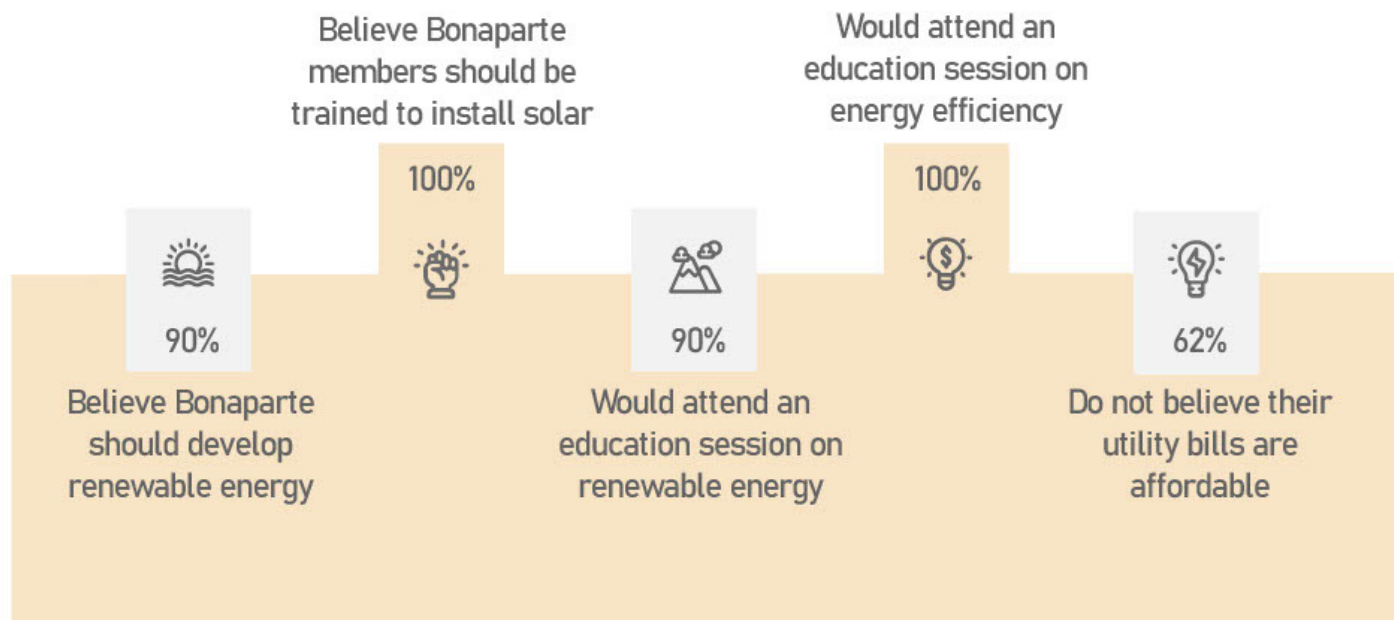 Believe Bonaparte
members should be
trained to install solar
100%
Would attend an
education session on
energy efficiency
100%
90%
Believe Bonaparte
should develop
renewable energy
90%
Would attend an
education session on
renewable energy
62%
Do not believe their
utility bills are
affordable